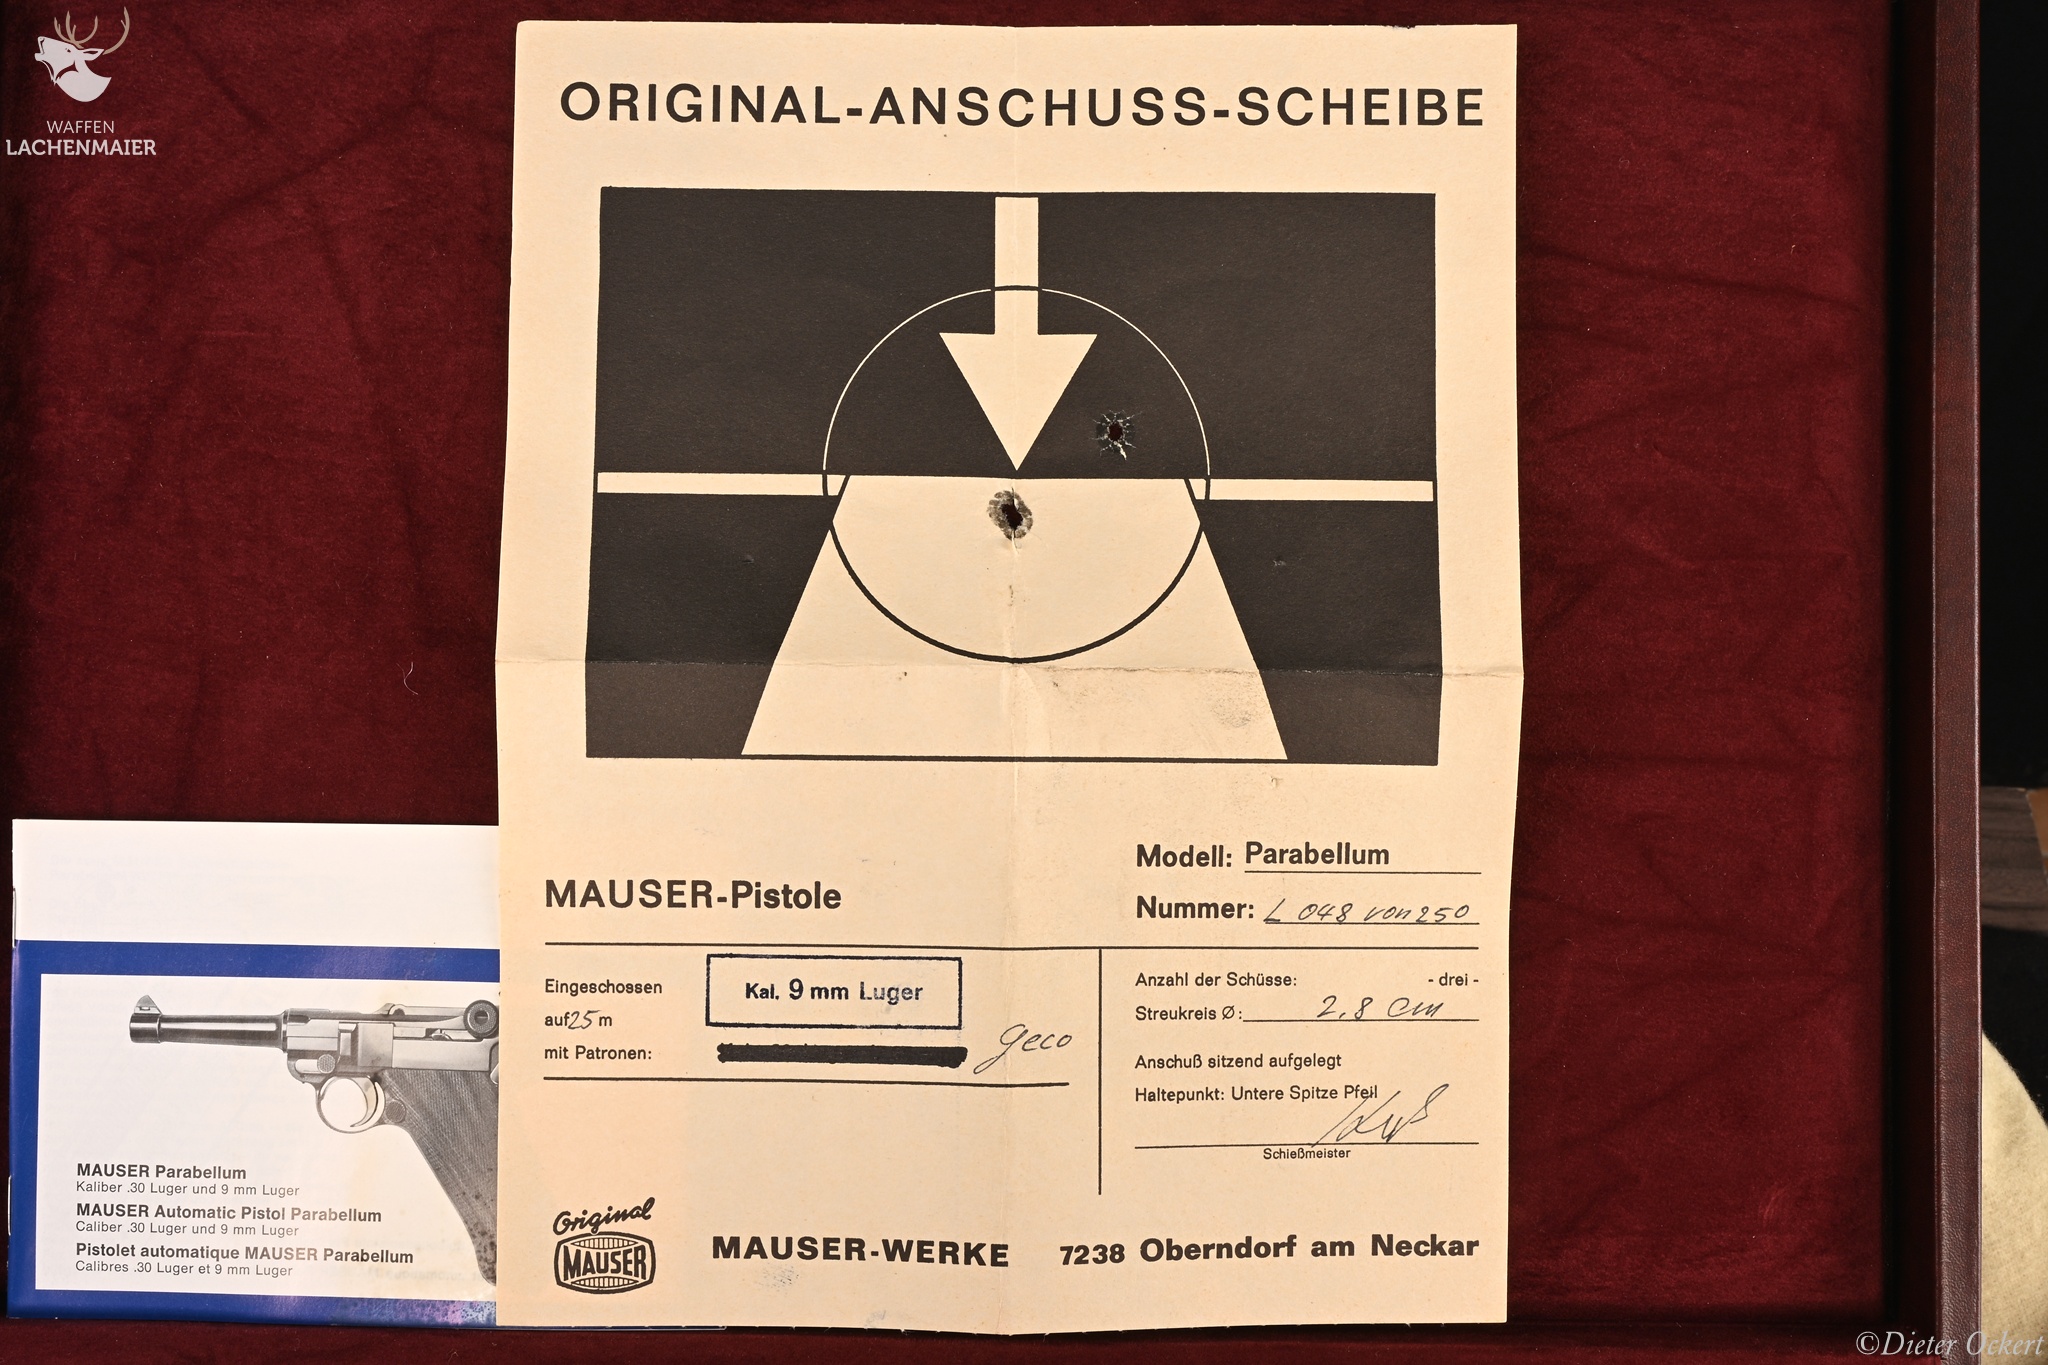 WAFFEN
LACHENMAIER
ORIGINAL-ANSCHUSS-SCHEIBE
MAUSER-Pistole
Modell: Parabellum
Nummer: L 048 von 250
Eingeschossen
auf 25 m
mit Patronen:
Kal. 9 mm Luger
geco
Anzahl der Schüsse: - drei -
Streukreis Ø: 2,8 cm
Anschuß sitzend aufgelegt
Haltepunkt: Untere Spitze Pfeil
Schießmeister
Original
MAUSER
MAUSER-WERKE 7238 Oberndorf am Neckar
MAUSER Parabellum
Kaliber .30 Luger und 9 mm Luger
MAUSER Automatic Pistol Parabellum
Caliber .30 Luger und 9 mm Luger
Pistolet automatique MAUSER Parabellum
Calibres .30 Luger et 9 mm Luger
©Dieter Ockert